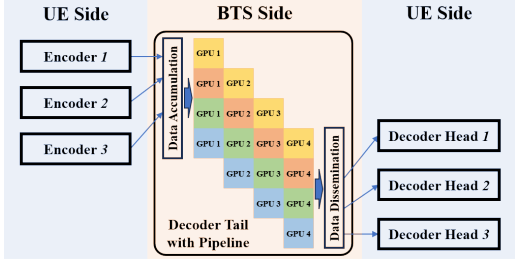 UE Side
BTS Side
UE Side
Encoder 1
Encoder 2
Encoder 3
Data Accumulation
GPU 1
GPU 1 GPU 2
GPU 1 GPU 2 GPU 3
GPU 1 GPU 2 GPU 3 GPU 4
GPU 2 GPU 3 GPU 4
GPU 3 GPU 4
GPU 4
Decoder Tail
with Pipeline
Data Dissemination
Decoder Head 1
Decoder Head 2
Decoder Head 3